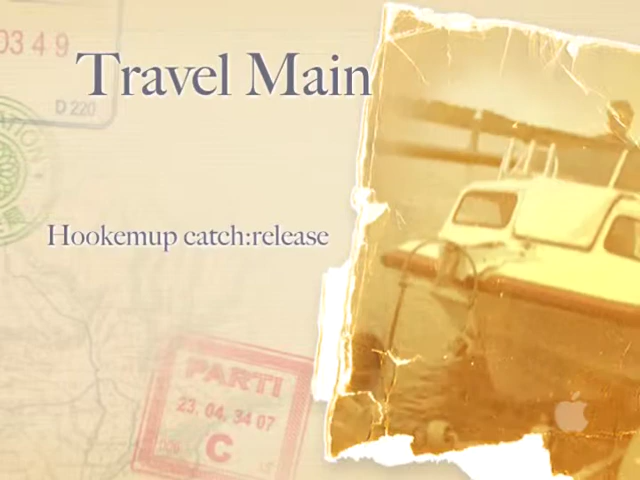 03 4 9
Travel Main
D 220
Hookemup catch:release
PARTI
23. 04. 34 07
C